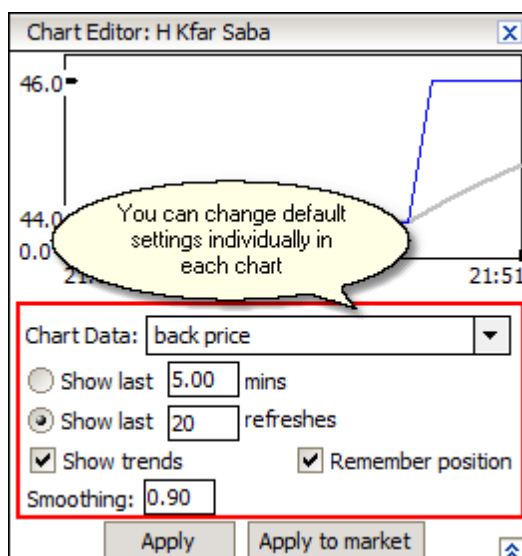 Chart Editor: H Kfar Saba
46.0
44.0
0.0
You can change default
settings individually in
each chart
21:51
Chart Data: back price
Show last 5.00 mins
Show last 20 refreshes
Show trends Remember position
Smoothing: 0.90
Apply Apply to market